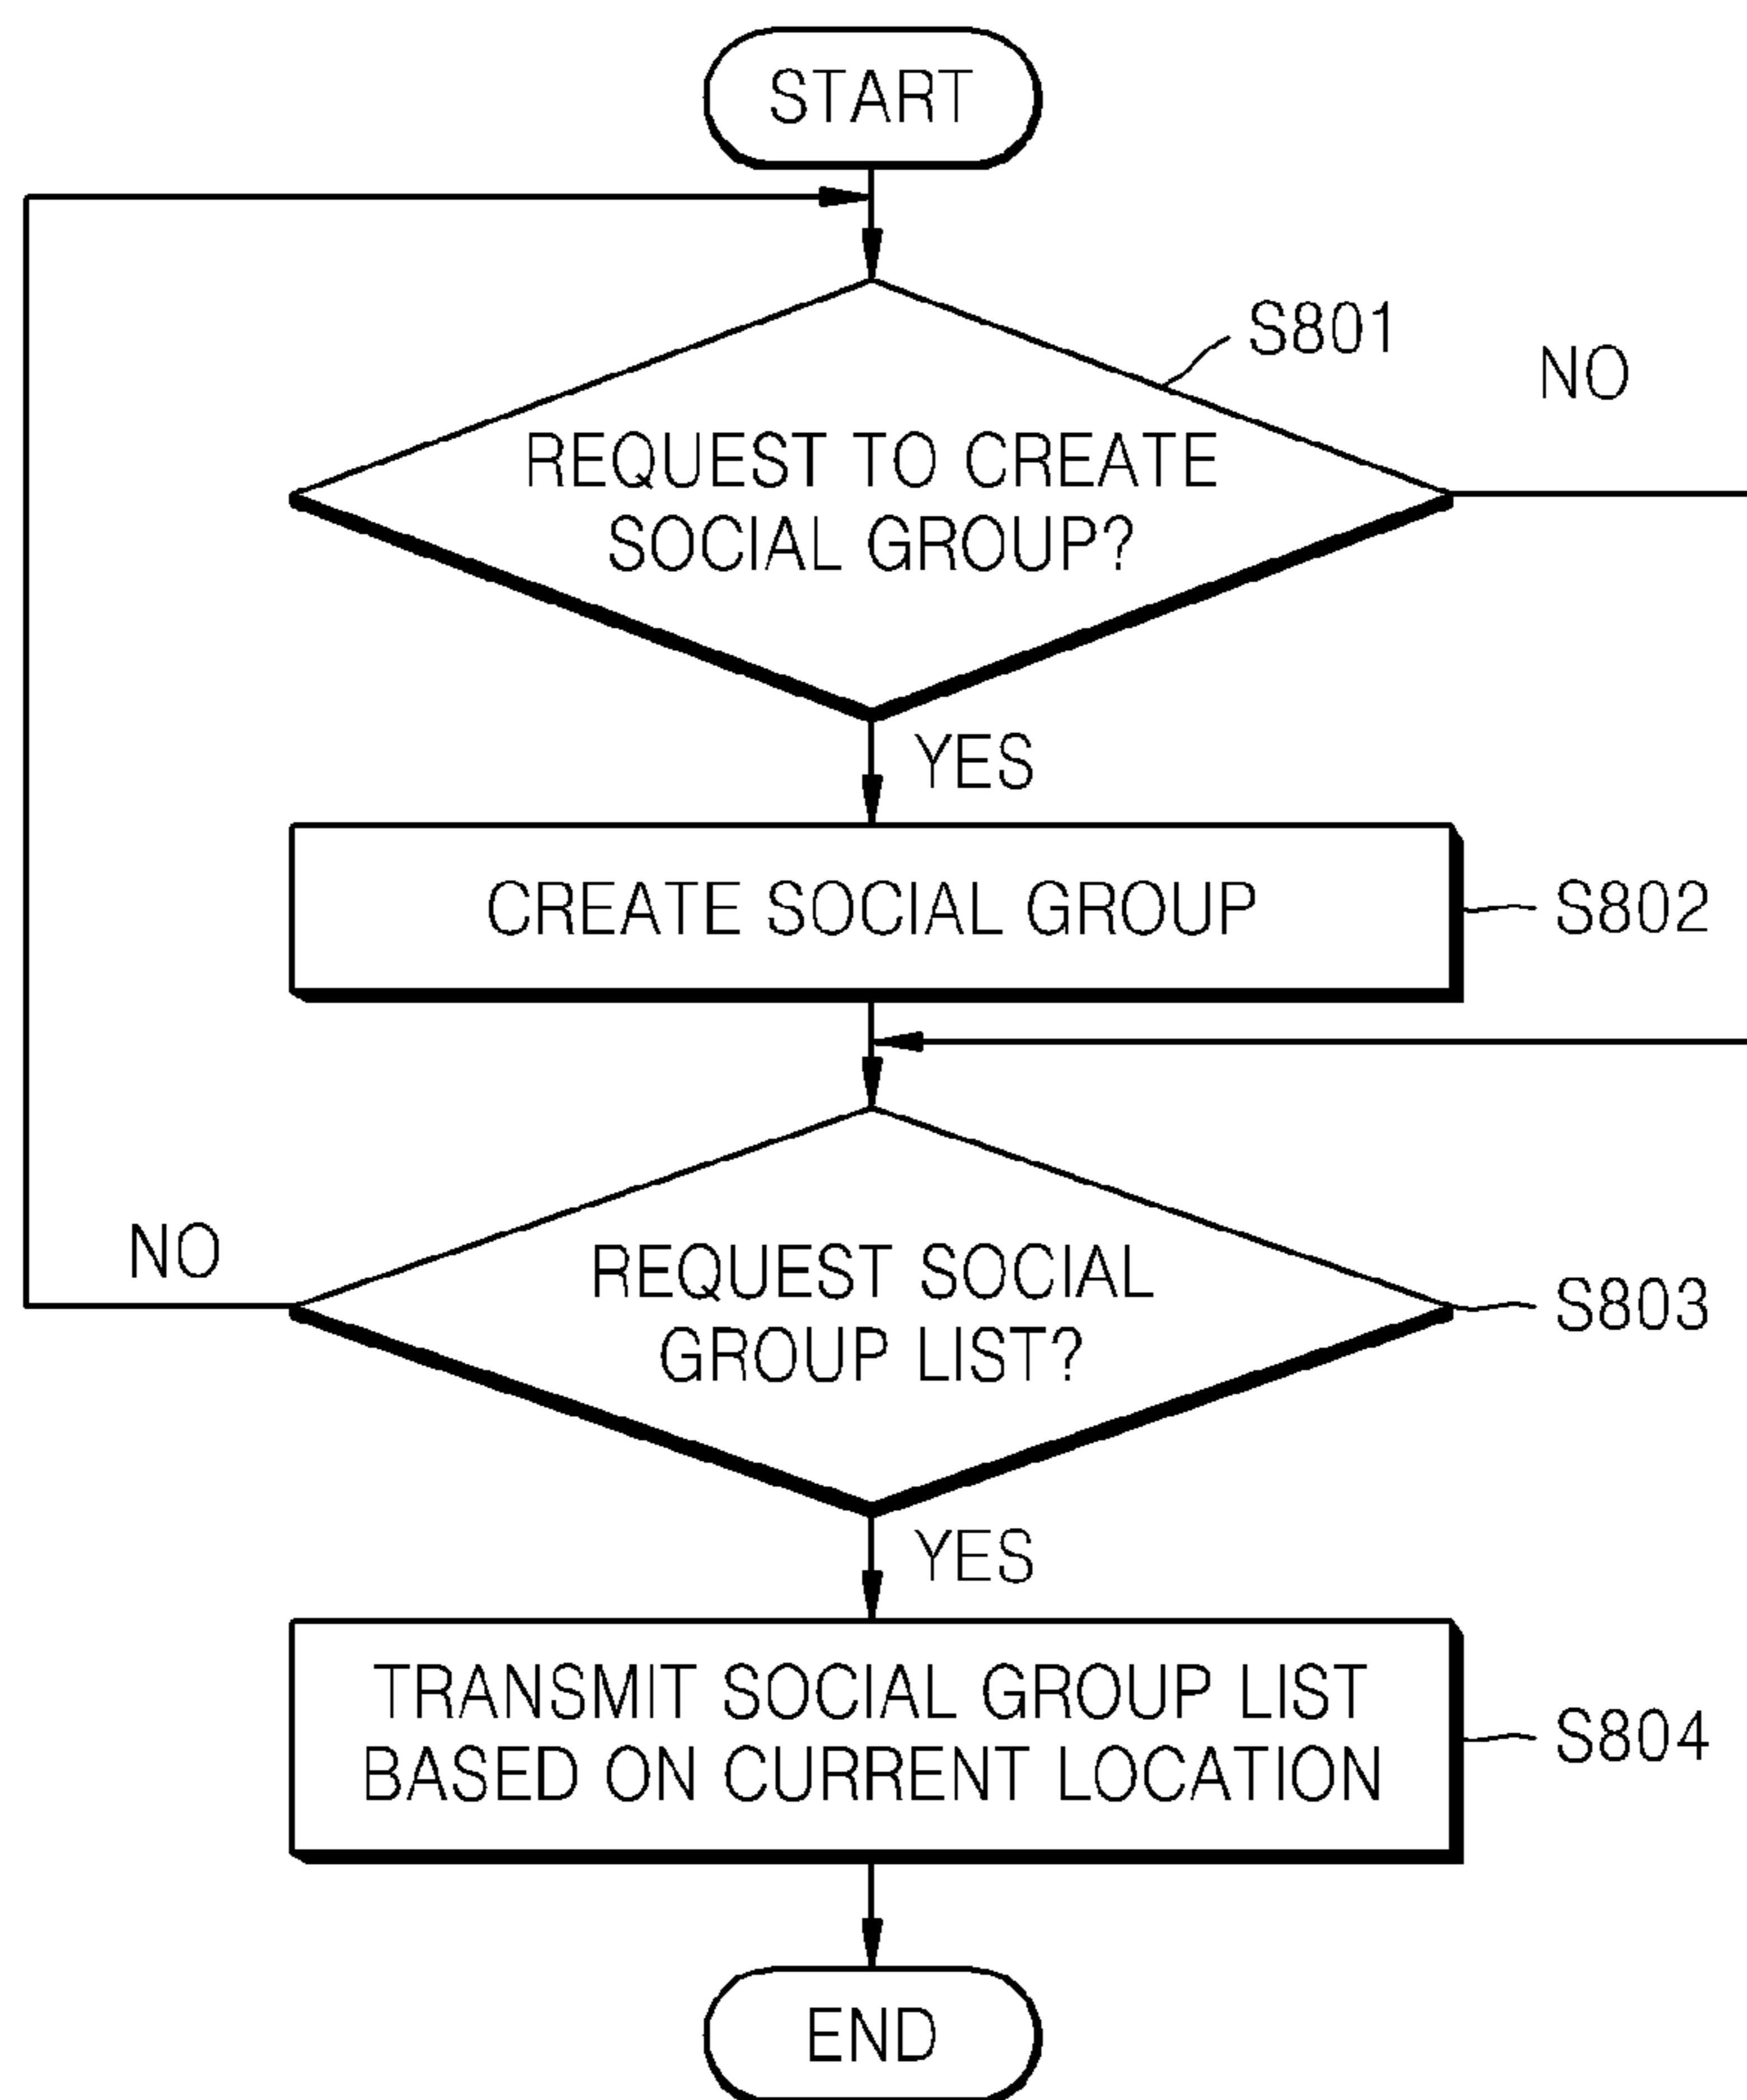 START
S801
NO
REQUEST TO CREATE
SOCIAL GROUP?
YES
CREATE SOCIAL GROUP
S802
NO
REQUEST SOCIAL
GROUP LIST?
S803
YES
TRANSMIT SOCIAL GROUP LIST
BASED ON CURRENT LOCATION
S804
END